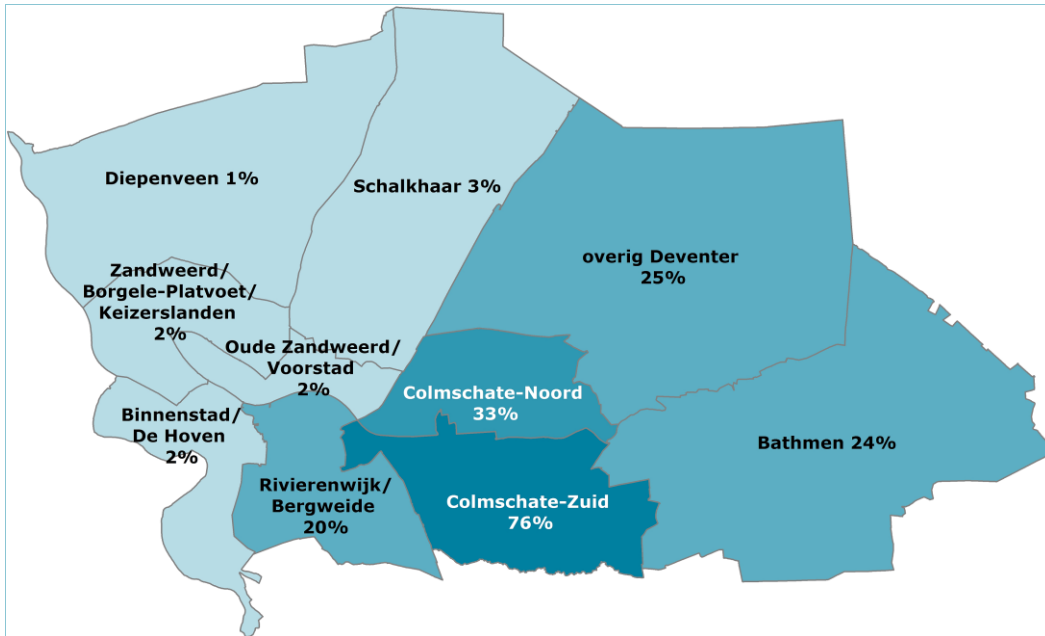 Diepenveen 1%
Schalkhaar 3%
overig Deventer
25%
Zandweerd/
Borgele-Platvoet/
Keizerslanden
2%
Oude Zandweerd/
Voorstad
2%
Colmschate-Noord
33%
Binnenstad/
De Hoven
2%
Bathmen 24%
Rivierenwijk/
Bergweide
20%
Colmschate-Zuid
76%